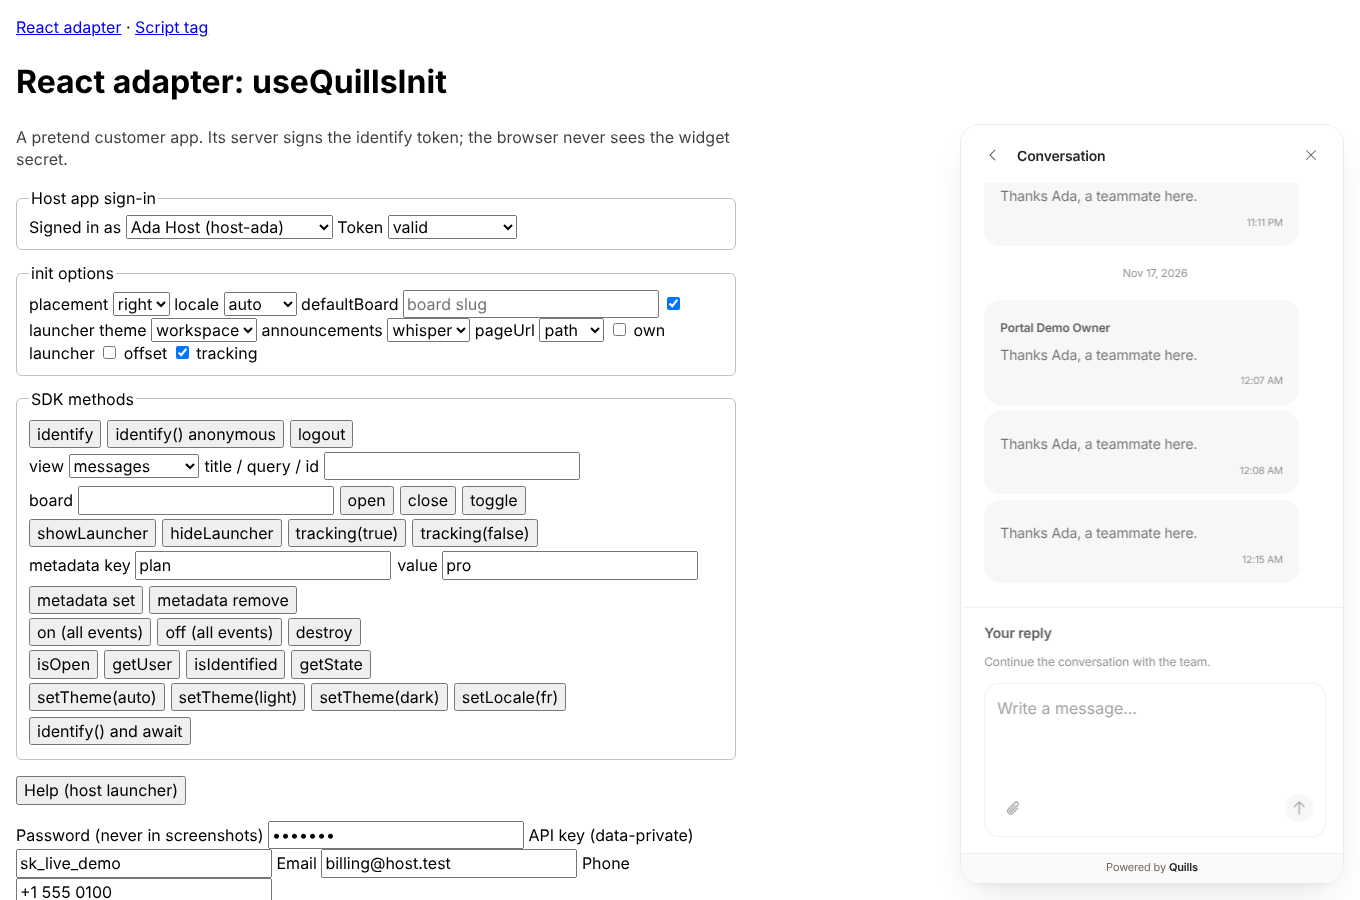 React adapter · Script tag
React adapter: useQuillsInit
A pretend customer app. Its server signs the identify token; the browser never sees the widget
secret.
Host app sign-in
Signed in as Ada Host (host-ada) Token valid
init options
placement right locale auto defaultBoard board slug
launcher theme workspace announcements whisper pageUrl path own
launcher offset tracking
SDK methods
identify identify() anonymous logout
view messages title / query / id
board open close toggle
showLauncher hideLauncher tracking(true) tracking(false)
metadata key plan value pro
metadata set metadata remove
on (all events) off (all events) destroy
isOpen getUser isIdentified getState
setTheme(auto) setTheme(light) setTheme(dark) setLocale(fr)
identify() and await
Help (host launcher)
Password (never in screenshots) ••••••• API key (data-private)
sk_live_demo Email billing@host.test Phone
+1 555 0100
Conversation
Thanks Ada, a teammate here.
11:11 PM
Nov 17, 2026
Portal Demo Owner
Thanks Ada, a teammate here.
12:07 AM
Thanks Ada, a teammate here.
12:08 AM
Thanks Ada, a teammate here.
12:15 AM
Your reply
Continue the conversation with the team.
Write a message...
Powered by Quills